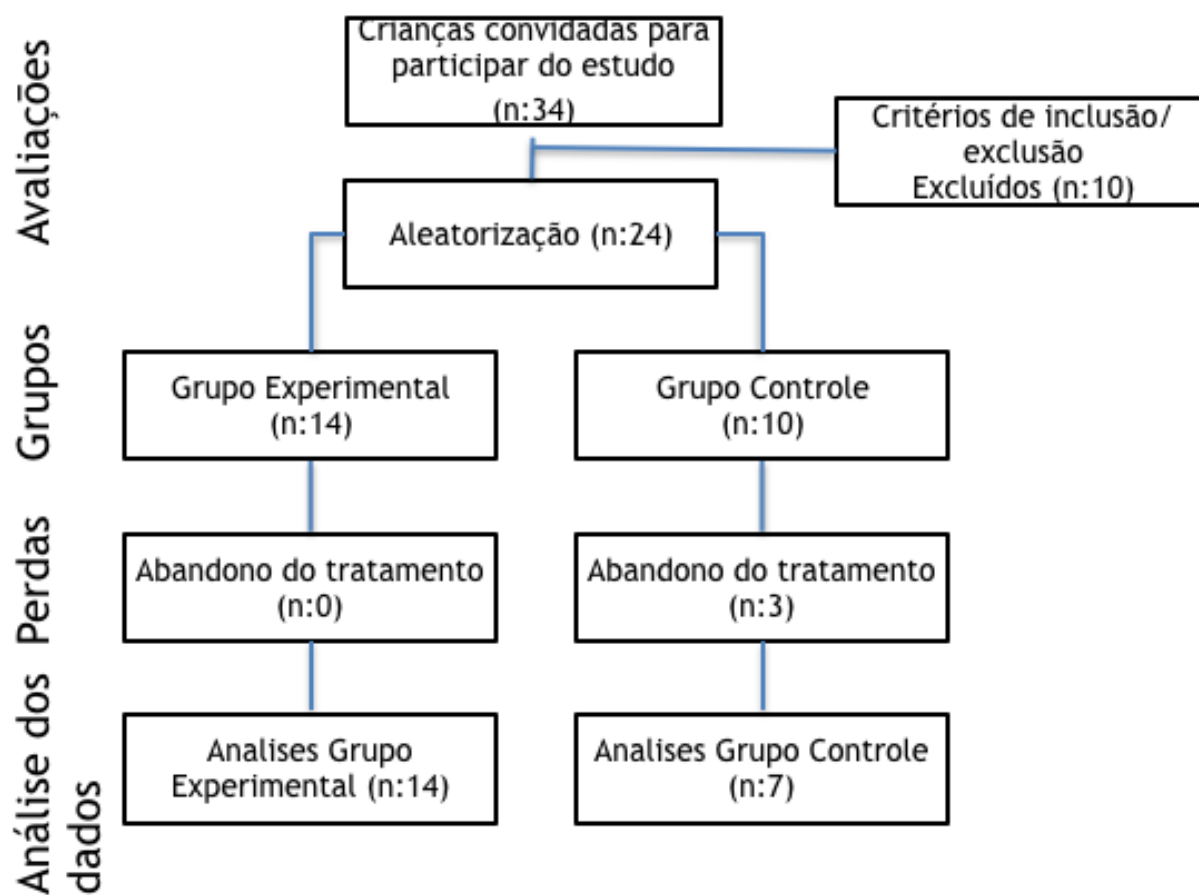 Avaliações
Crianças convidadas para
participar do estudo
(n:34)
Critérios de inclusão/
exclusão
Excluídos (n:10)
Aleatorização (n:24)
Grupos
Grupo Experimental
(n:14)
Grupo Controle
(n:10)
Perdas
Abandono do tratamento
(n:0)
Abandono do tratamento
(n:3)
Análise dos
dados
Analises Grupo
Experimental (n:14)
Analises Grupo Controle
(n:7)